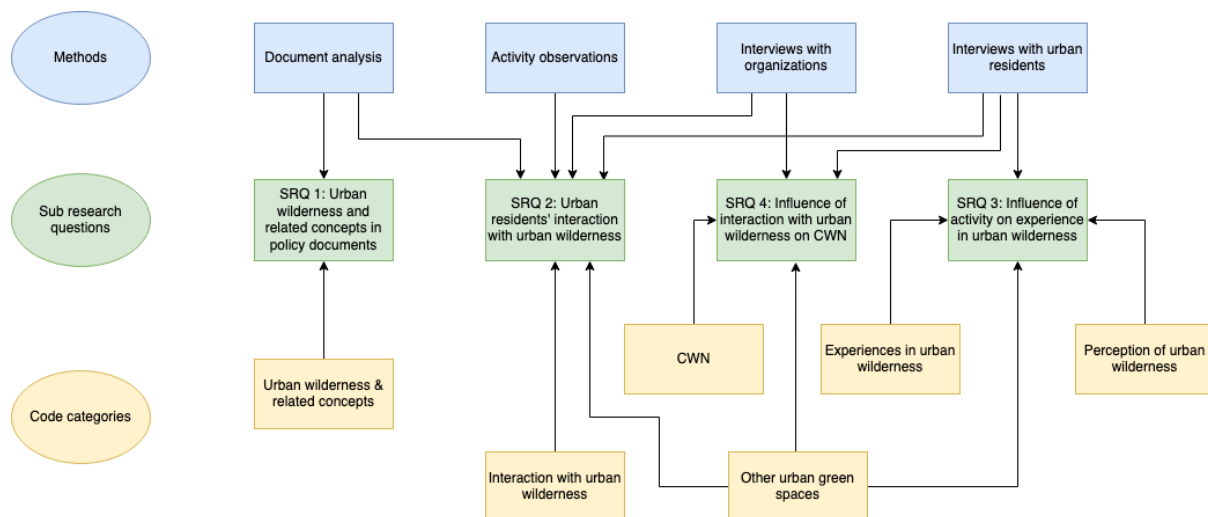 Methods
Document analysis
Activity observations
Interviews with
organizations
Interviews with urban
residents
Sub research
questions
SRQ 1: Urban
wilderness and
related concepts in
policy documents
SRQ 2: Urban
residents' interaction
with urban wilderness
SRQ 4: Influence of
interaction with urban
wilderness on CWN
SRQ 3: Influence of
activity on experience
in urban wilderness
Code categories
Urban wilderness &
related concepts
CWN
Experiences in urban
wilderness
Perception of urban
wilderness
Interaction with urban
wilderness
Other urban green
spaces